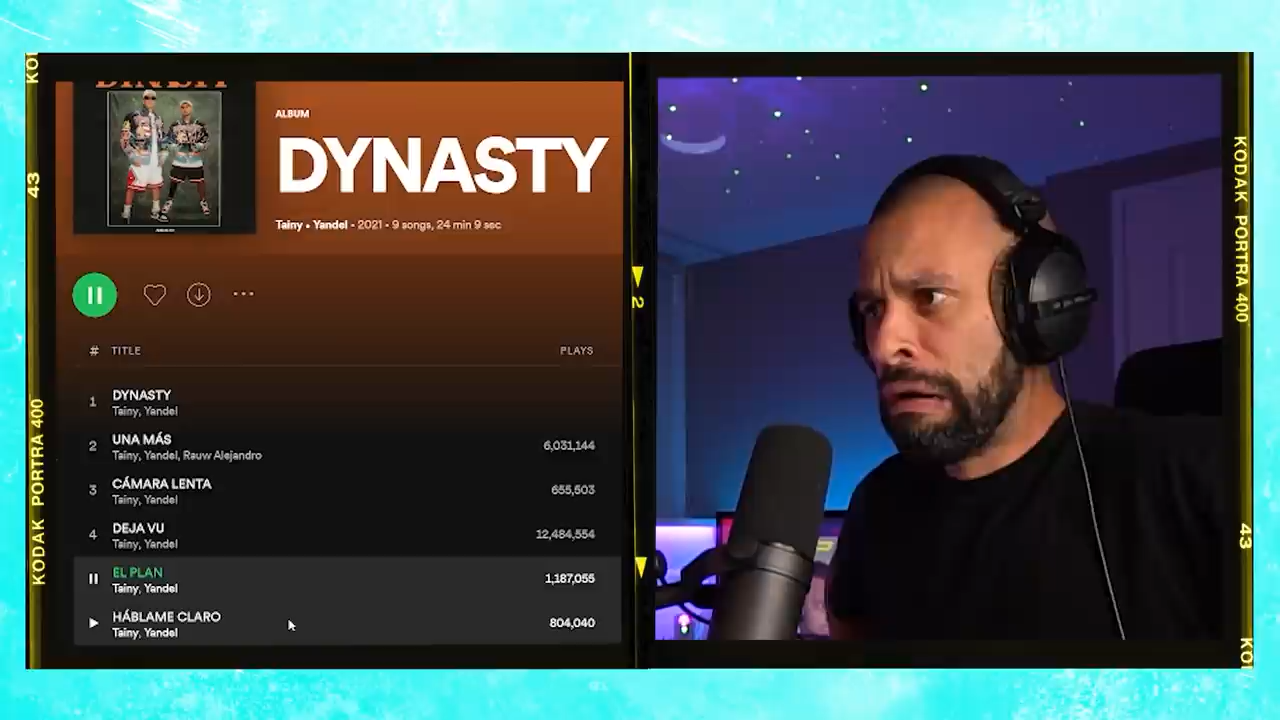 DYNASTY
ALBUM
DYNASTY
Tainy • Yandel • 2021 • 9 songs, 24 min 9 sec
# TITLE PLAYS
1 DYNASTY
Tainy, Yandel
2 UNA MÁS 6,031,144
Tainy, Yandel, Rauw Alejandro
3 CÁMARA LENTA 655,503
Tainy, Yandel
4 DEJA VU 12,484,554
Tainy, Yandel
EL PLAN 1,187,055
Tainy, Yandel
HÁBLAME CLARO 804,040
Tainy, Yandel
43
KODAK PORTRA 400
2
KODAK PORTRA 400
43